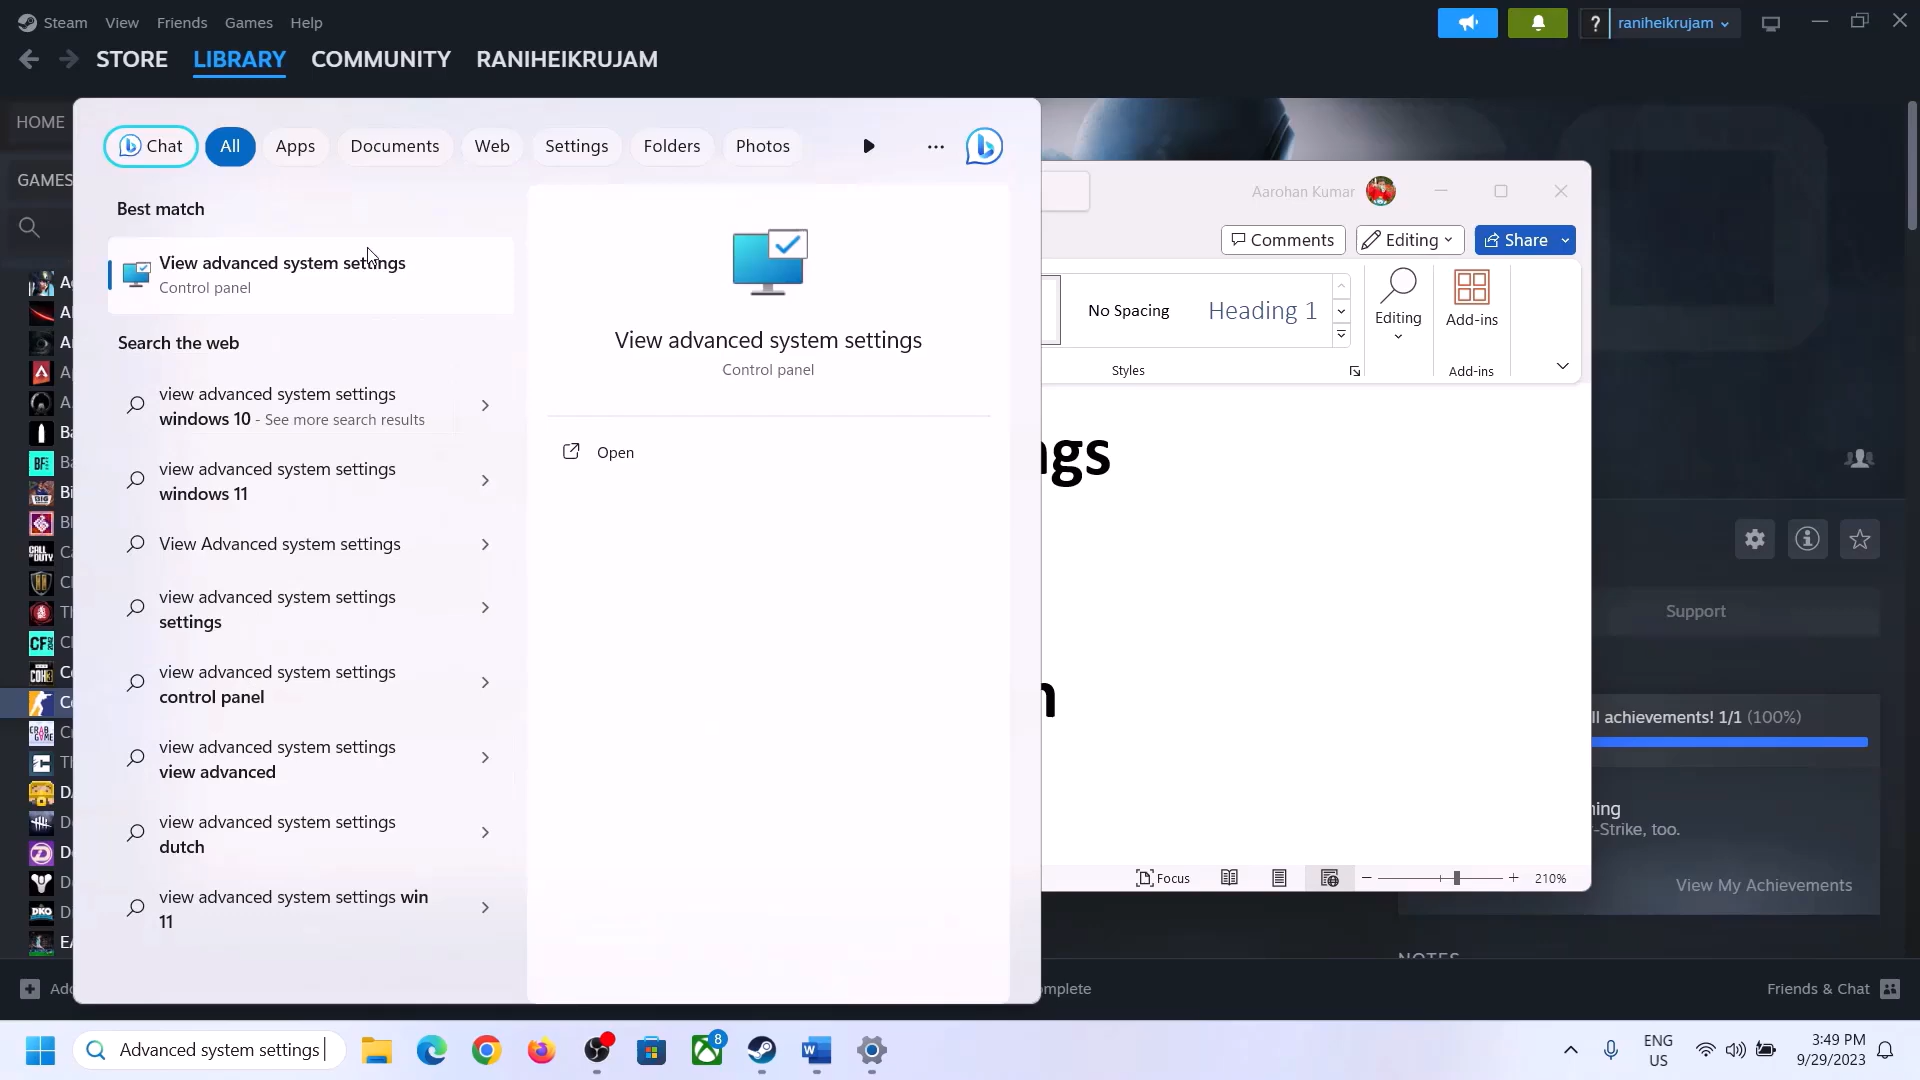 Steam View Friends Games Help
raniheikrujam
STORE LIBRARY COMMUNITY RANIHEIKRUJAM
HOME
GAMES
Chat All Apps Documents Web Settings Folders Photos
Best match
View advanced system settings
Control panel
Search the web
view advanced system settings
windows 10 - See more search results
view advanced system settings
windows 11
View Advanced system settings
view advanced system settings
settings
view advanced system settings
control panel
view advanced system settings
view advanced
view advanced system settings
dutch
view advanced system settings win
11
View advanced system settings
Control panel
Open
Aarohan Kumar
Comments Editing Share
No Spacing Heading 1
Editing
Add-ins
Styles
Add-ins
ngs
n
Focus
210%
Support
ll achievements! 1/1 (100%)
ning
-Strike, too.
View My Achievements
Add
mplete
Friends & Chat
Advanced system settings
8
ENG
US
3:49 PM
9/29/2023